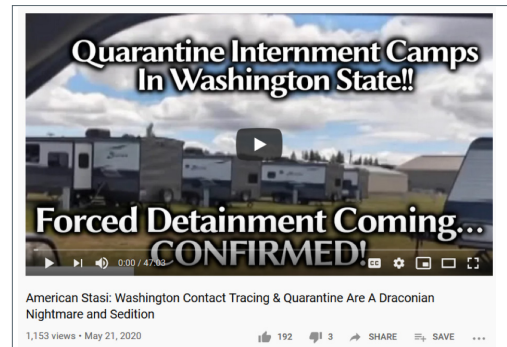 Quarantine Internment Camps
In Washington State!!
Forced Detainment Coming...
CONFIRMED!
0:00 / 47:03
CC
American Stasi: Washington Contact Tracing & Quarantine Are A Draconian
Nightmare and Sedition
1,153 views • May 21, 2020
192
3
SHARE
SAVE